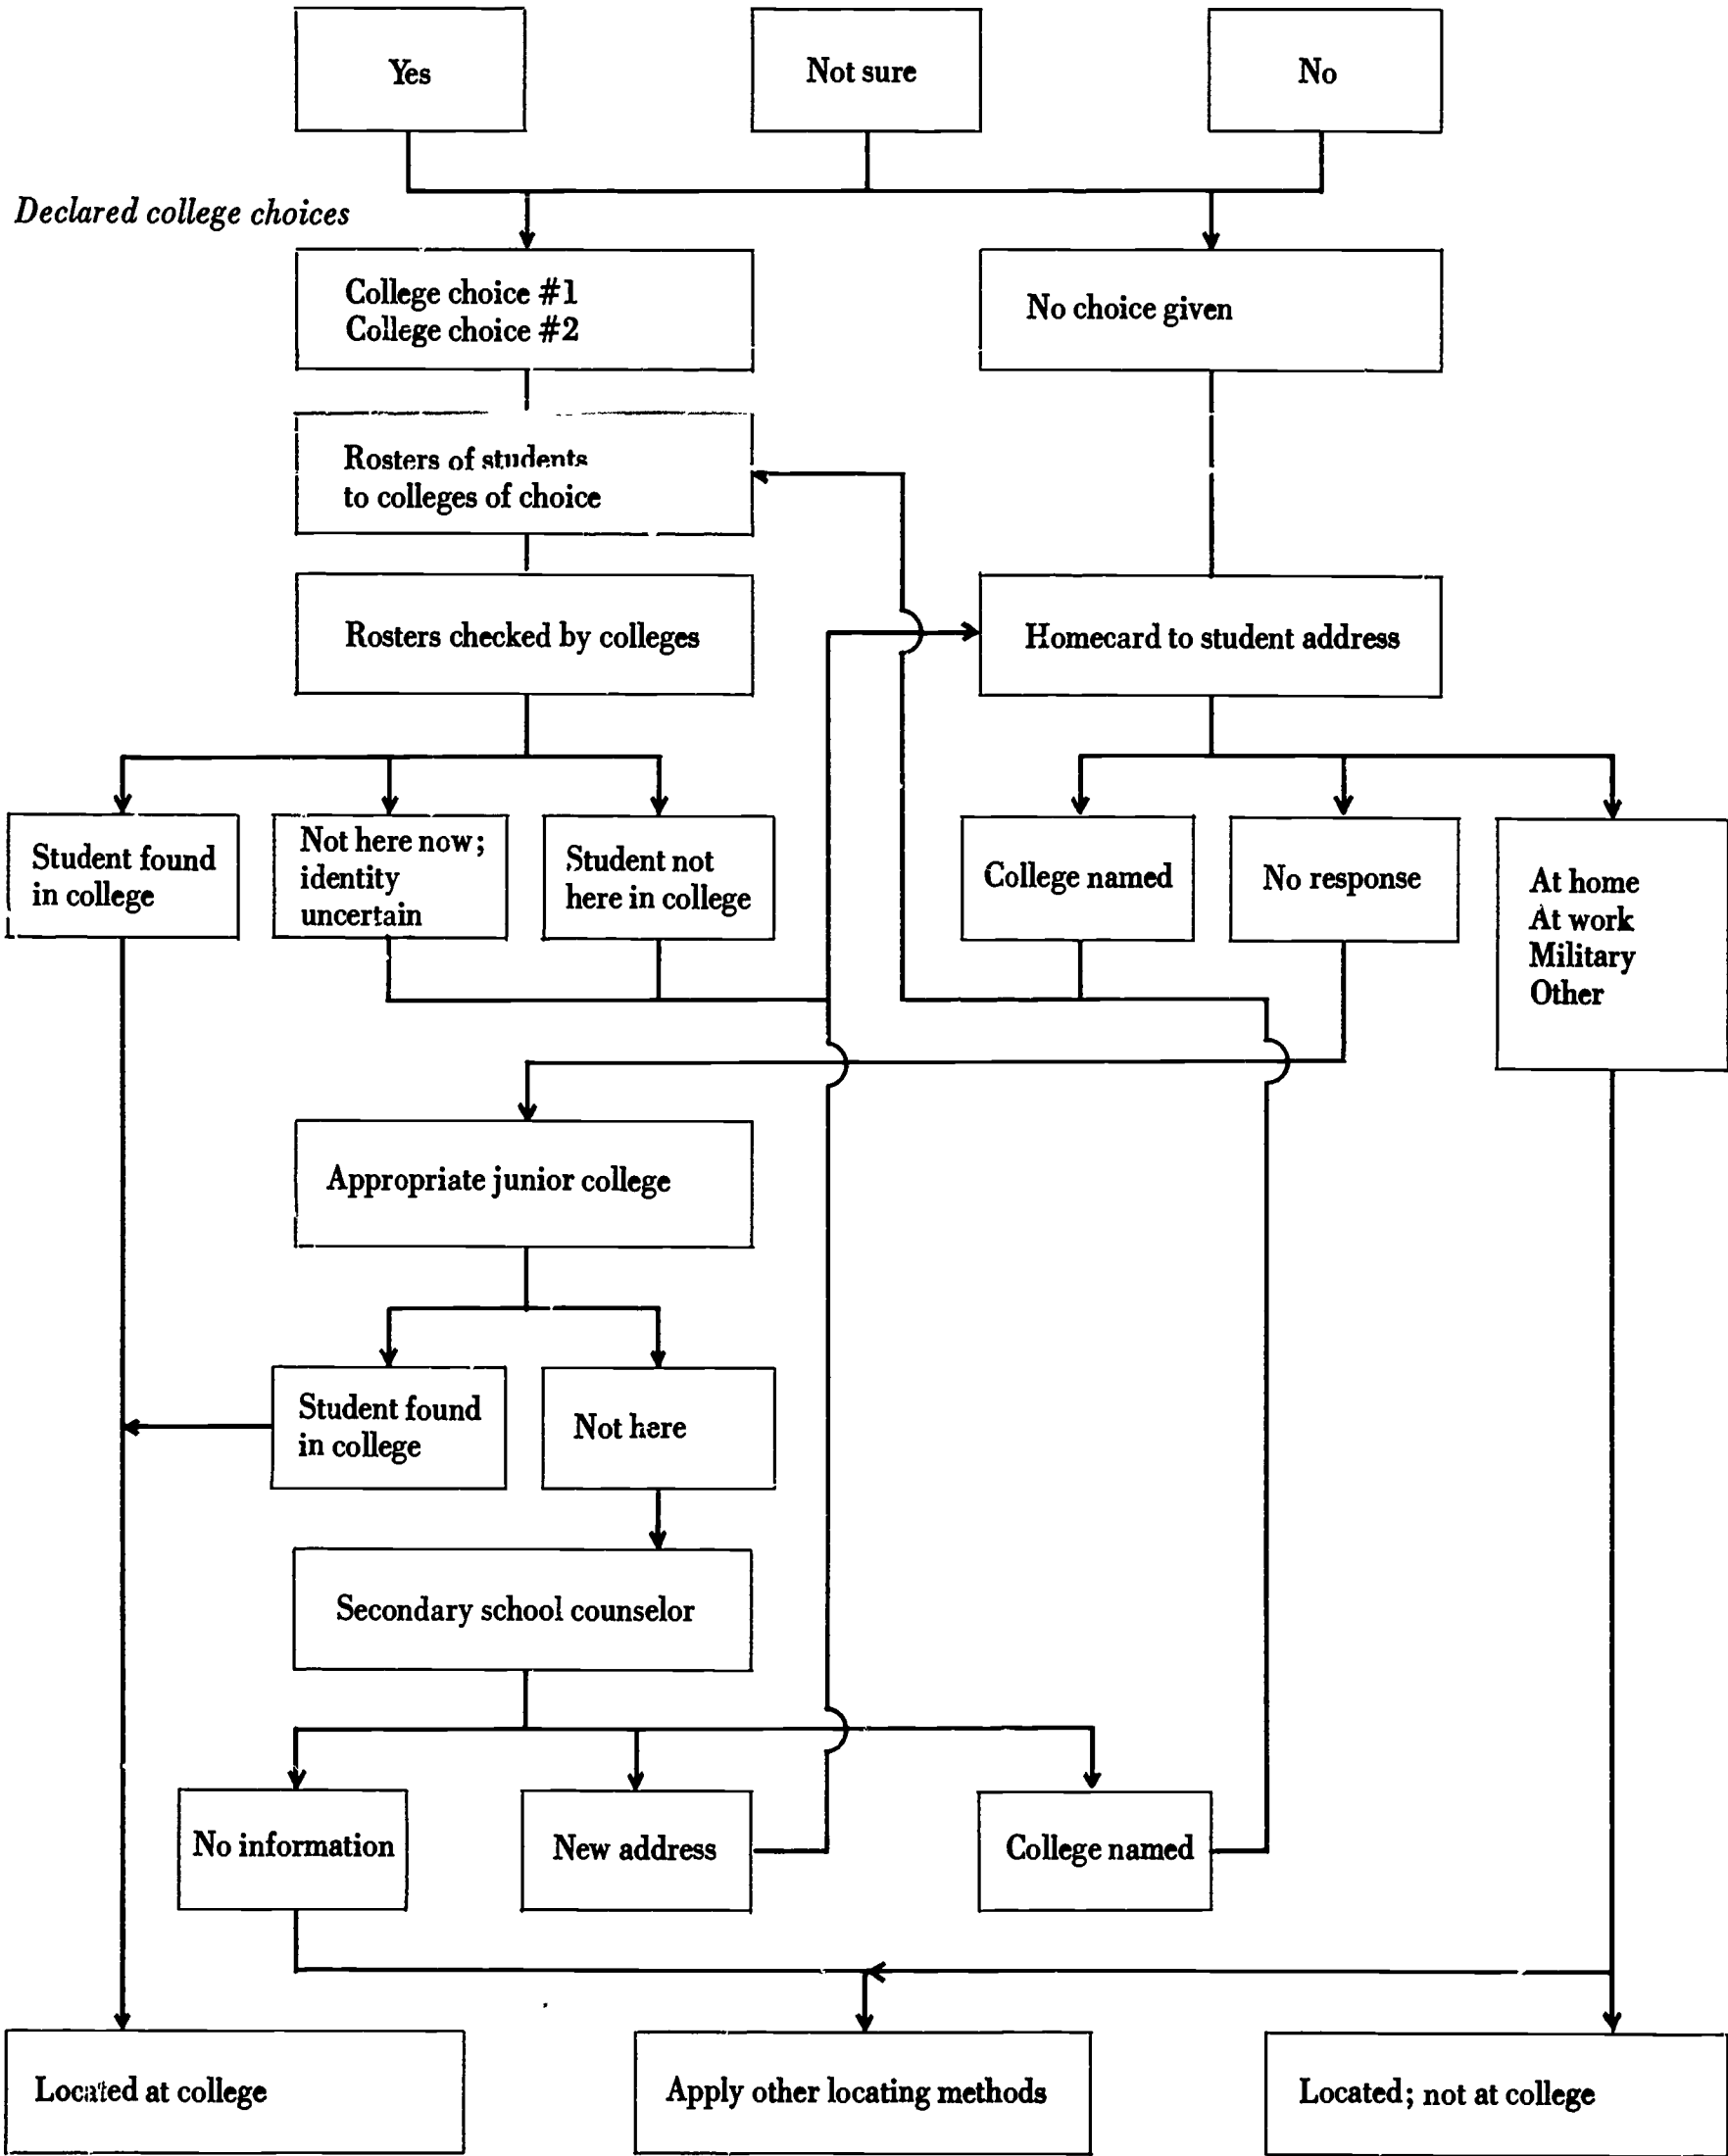 Yes
Not sure
No
Declared college choices
College choice #1
College choice #2
No choice given
Rosters of students
to colleges of choice
Rosters checked by colleges
Homecard to student address
Student found
in college
Not here now;
identity
uncertain
Student not
here in college
College named
No response
At home
At work
Military
Other
Appropriate junior college
Student found
in college
Not here
Secondary school counselor
No information
New address
College named
Located at college
Apply other locating methods
Located; not at college